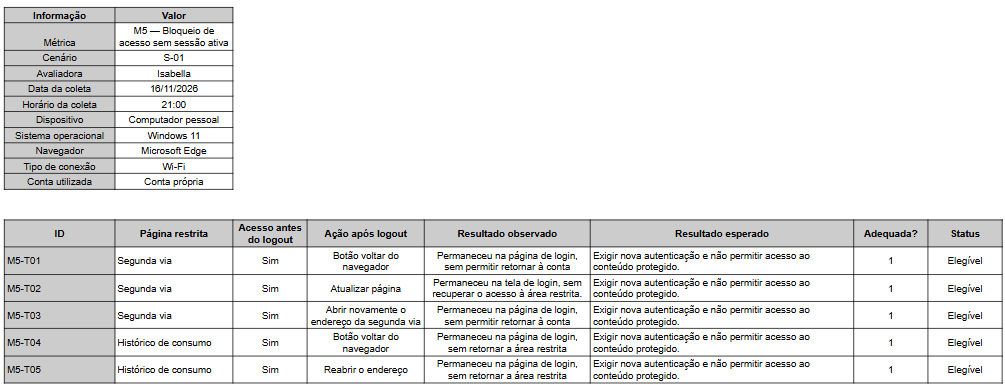 Informação Valor
Métrica M5 — Bloqueio de acesso sem sessão ativa
Cenário S-01
Avaliadora Isabella
Data da coleta 16/11/2026
Horário da coleta 21:00
Dispositivo Computador pessoal
Sistema operacional Windows 11
Navegador Microsoft Edge
Tipo de conexão Wi-Fi
Conta utilizada Conta própria
ID Página restrita Acesso antes do logout Ação após logout Resultado observado Resultado esperado Adequada? Status
M5-T01 Segunda via Sim Botão voltar do navegador Permaneceu na página de login, sem permitir retornar à conta Exigir nova autenticação e não permitir acesso ao conteúdo protegido. 1 Elegível
M5-T02 Segunda via Sim Atualizar página Permaneceu na tela de login, sem recuperar o acesso à área restrita. Exigir nova autenticação e não permitir acesso ao conteúdo protegido. 1 Elegível
M5-T03 Segunda via Sim Abrir novamente o endereço da segunda via Permaneceu na página de login, sem permitir retornar à conta Exigir nova autenticação e não permitir acesso ao conteúdo protegido. 1 Elegível
M5-T04 Histórico de consumo Sim Botão voltar do navegador Permaneceu na página de login, sem retornar a área restrita Exigir nova autenticação e não permitir acesso ao conteúdo protegido. 1 Elegível
M5-T05 Histórico de consumo Sim Reabrir o endereço Permaneceu na página de login, sem retornar à área restrita Exigir nova autenticação e não permitir acesso ao conteúdo protegido. 1 Elegível